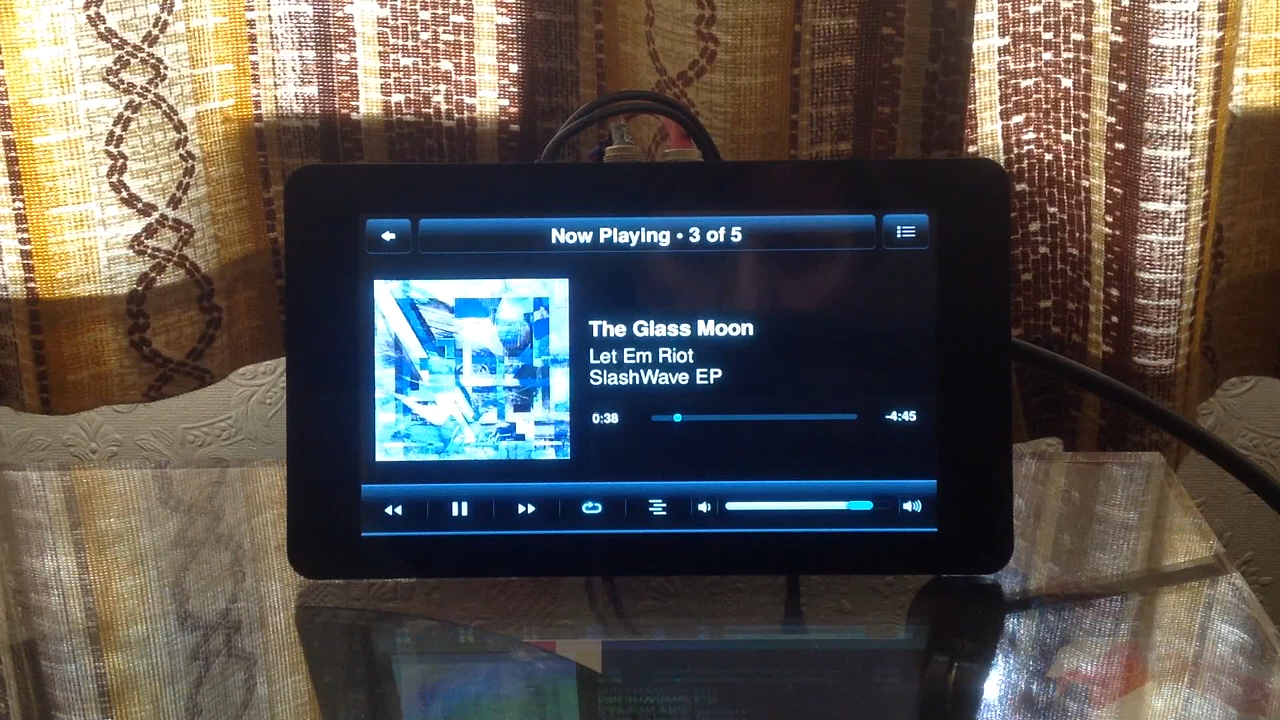 Now Playing • 3 of 5
The Glass Moon
Let Em Riot
SlashWave EP
0:38
-4:45